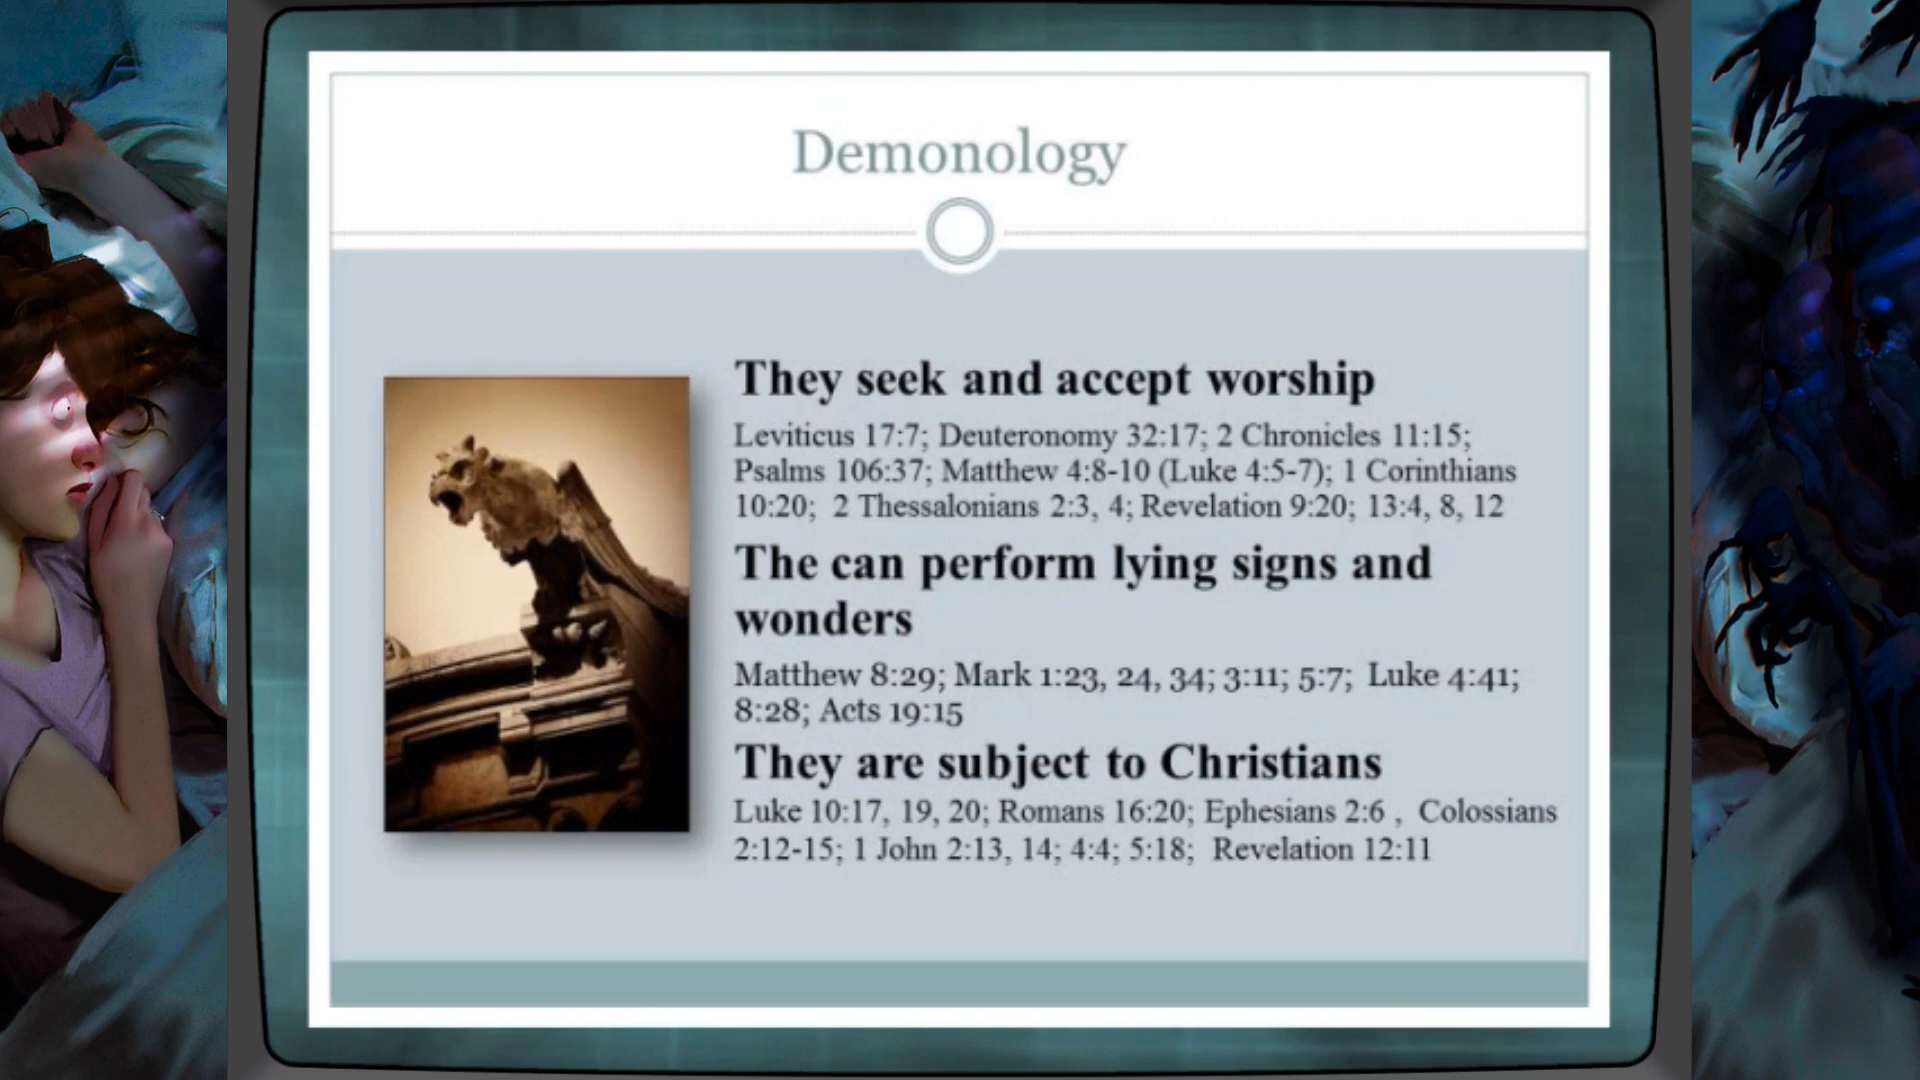 Demonology
They seek and accept worship
Leviticus 17:7; Deuteronomy 32:17; 2 Chronicles 11:15;
Psalms 106:37; Matthew 4:8-10 (Luke 4:5-7); 1 Corinthians
10:20; 2 Thessalonians 2:3, 4; Revelation 9:20; 13:4, 8, 12
The can perform lying signs and
wonders
Matthew 8:29; Mark 1:23, 24, 34; 3:11; 5:7; Luke 4:41;
8:28; Acts 19:15
They are subject to Christians
Luke 10:17, 19, 20; Romans 16:20; Ephesians 2:6 , Colossians
2:12-15; 1 John 2:13, 14; 4:4; 5:18; Revelation 12:11